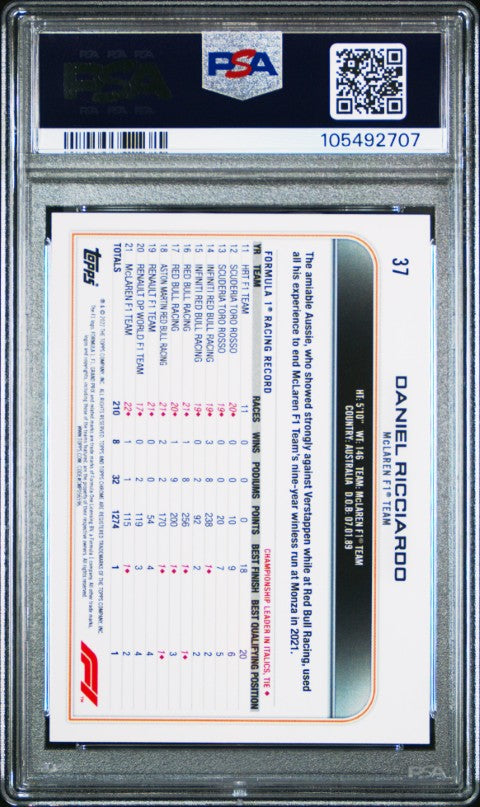 PSA
105492707
37
DANIEL RICCIARDO
McLAREN F1® TEAM
HT: 5'10" WT: 146 TEAM: McLAREN F1® TEAM
COUNTRY: AUSTRALIA D.O.B: 07.01.89
The amiable Aussie, who showed strongly against Verstappen while at Red Bull Racing, used
all his experience to end McLaren F1 Team's nine-year winless run at Monza in 2021.
FORMULA 1® RACING RECORD
CHAMPIONSHIP LEADER IN ITALICS, TIE ♦
YR TEAM RACES WINS PODIUMS POINTS BEST FINISH BEST QUALIFYING POSITION
11 HRT F1 TEAM 11 0 0 0 18 20
12 SCUDERIA TORO ROSSO 20♦ 0 0 10 9 6
13 SCUDERIA TORO ROSSO 19♦ 0 0 20 7 5
14 INFINITI RED BULL RACING 19♦ 3 8 238 1♦ 2
15 INFINITI RED BULL RACING 19♦ 0 2 92 2 2
16 RED BULL RACING 21♦ 1 8 256 1♦ 1♦
17 RED BULL RACING 20♦ 1 9 200 1♦ 3
18 ASTON MARTIN RED BULL RACING 21♦ 2 2 170 1♦ 1♦
19 RENAULT F1 TEAM 21♦ 0 0 54 4 4
20 RENAULT DP WORLD F1 TEAM 17♦ 0 2 119 3 4
21 McLAREN F1 TEAM 22♦ 1 1 115 1♦ 2
TOTALS 210 8 32 1274 1 1
topps
F1
PSA